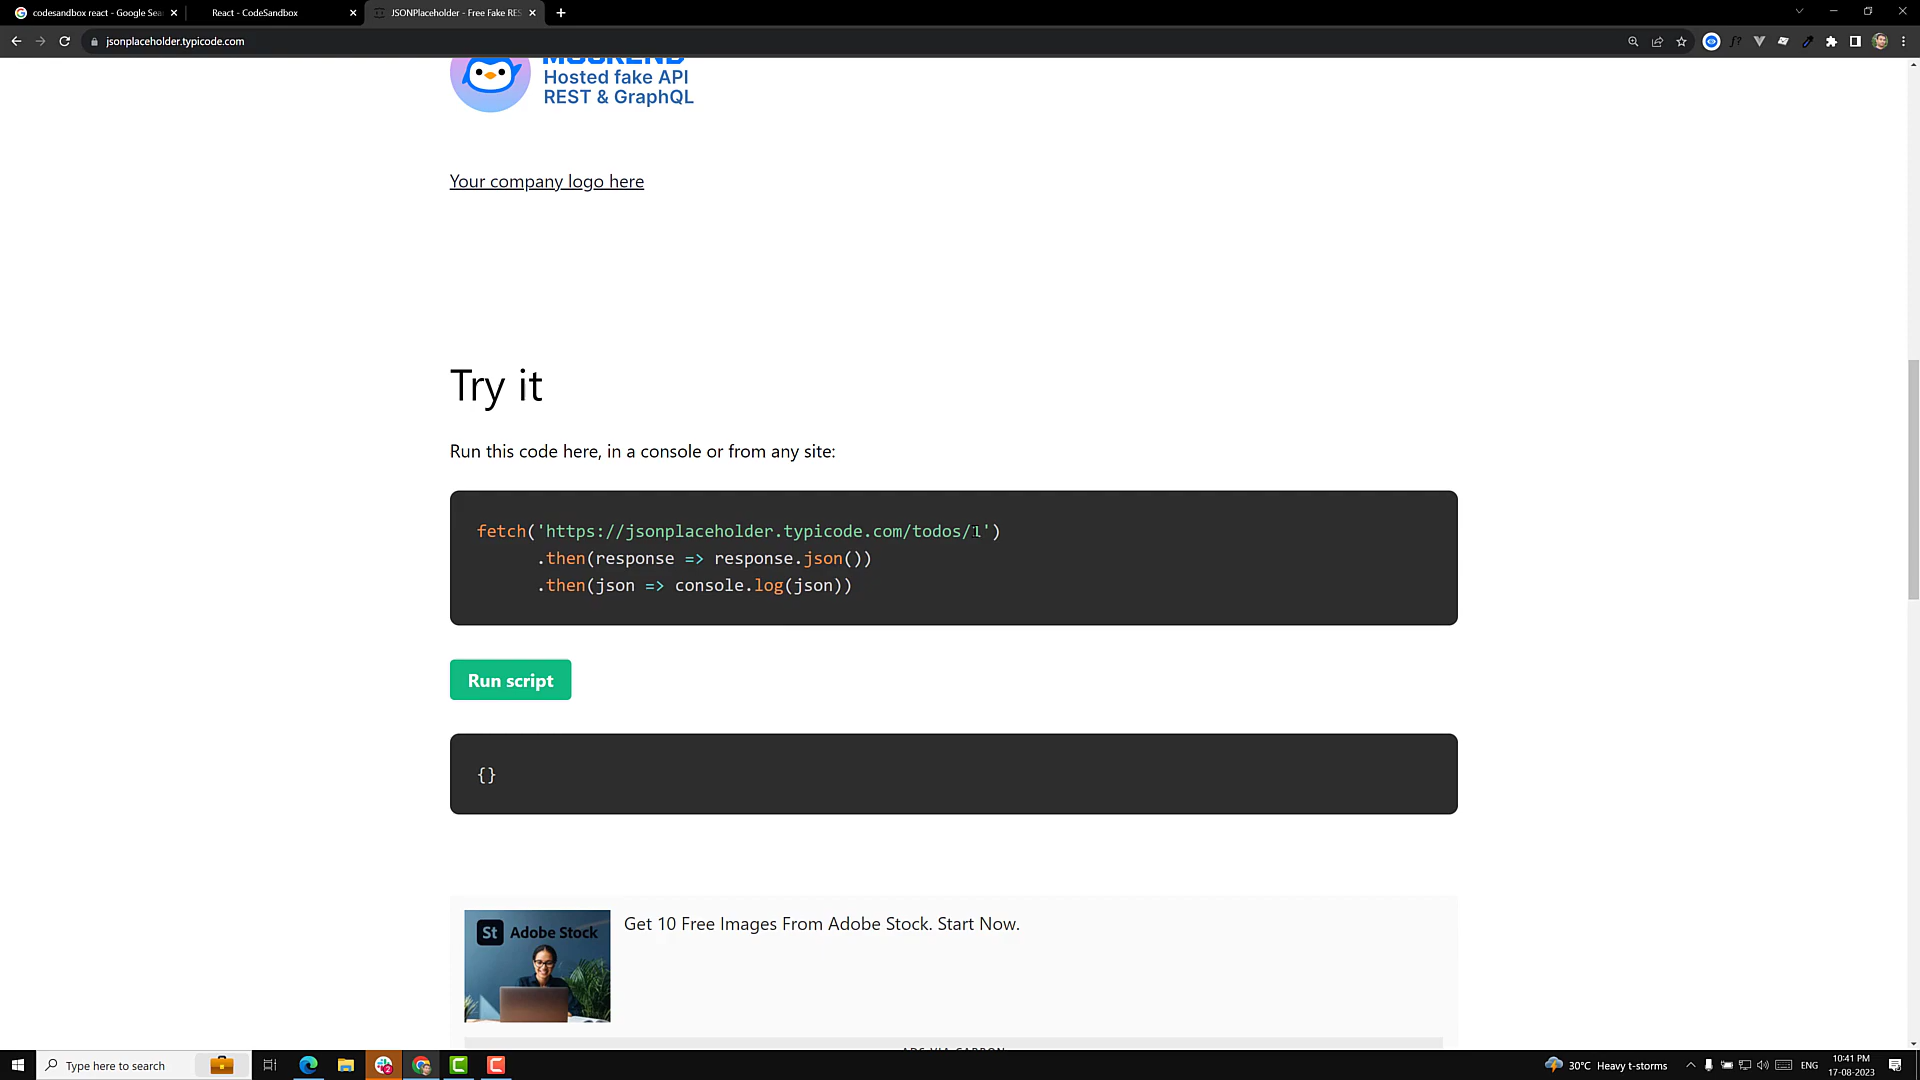 codesandbox react - Google Sea
React - CodeSandbox
JSONPlaceholder - Free Fake RES
jsonplaceholder.typicode.com
Hosted fake API
REST & GraphQL
Your company logo here
Try it
Run this code here, in a console or from any site:
fetch('https://jsonplaceholder.typicode.com/todos/1')
.then(response => response.json())
.then(json => console.log(json))
Run script
{}
St Adobe Stock
Get 10 Free Images From Adobe Stock. Start Now.
Type here to search
2
30°C Heavy t-storms
ENG
10:41 PM
17-08-2023